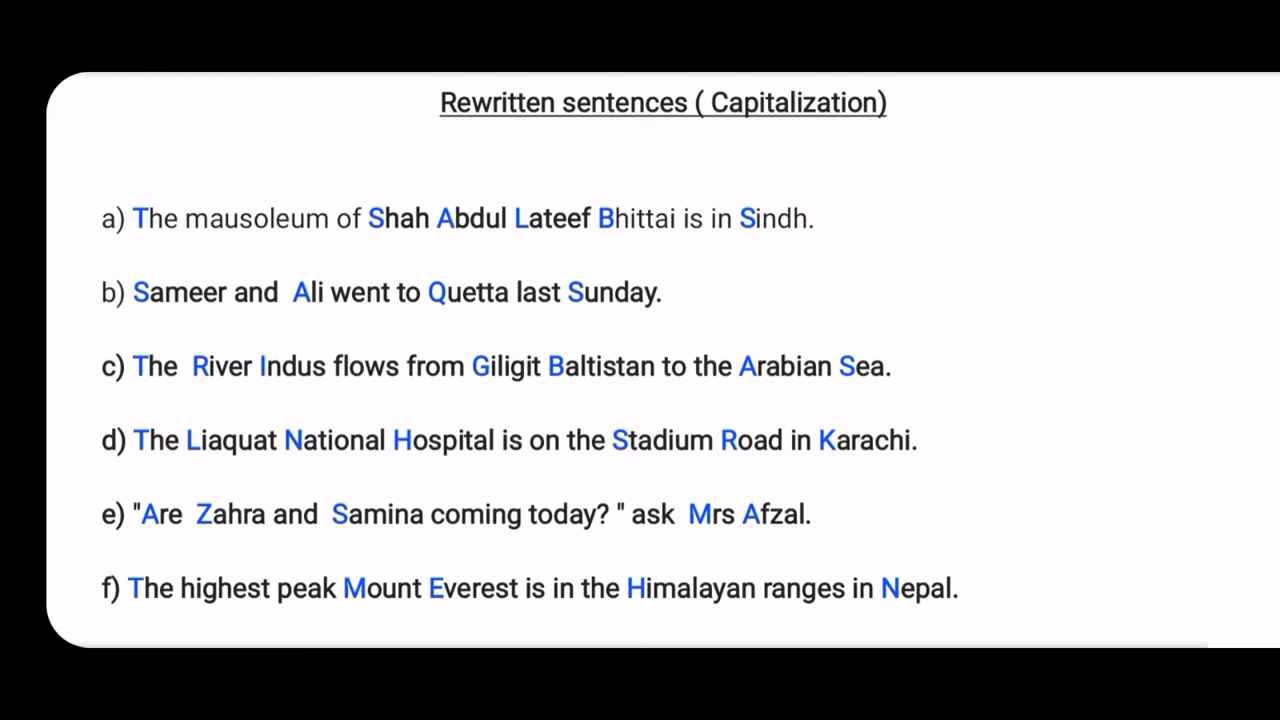 Rewritten sentences ( Capitalization)
a) The mausoleum of Shah Abdul Lateef Bhittai is in Sindh.
b) Sameer and Ali went to Quetta last Sunday.
c) The River Indus flows from Giligit Baltistan to the Arabian Sea.
d) The Liaquat National Hospital is on the Stadium Road in Karachi.
e) "Are Zahra and Samina coming today? " ask Mrs Afzal.
f) The highest peak Mount Everest is in the Himalayan ranges in Nepal.